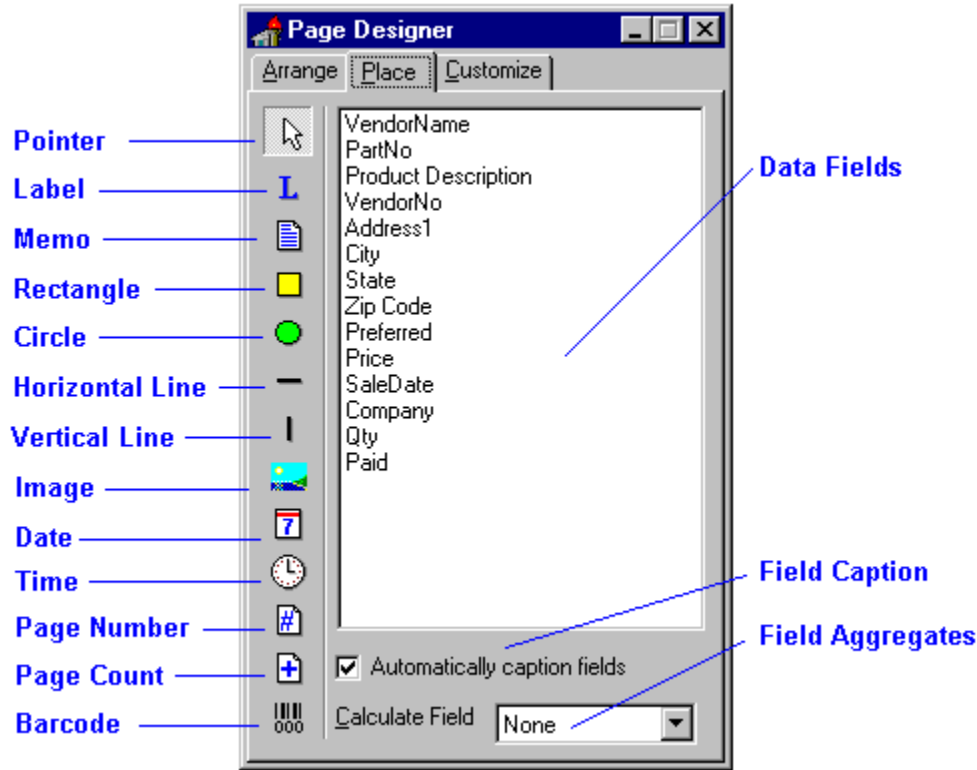 Page Designer
Arrange Place Customize
Pointer
Label
L
Memo
Rectangle
Circle
Horizontal Line
Vertical Line
Image
Date
7
Time
Page Number
#
Page Count
+
Barcode
000
VendorName
PartNo
Product Description
VendorNo
Address1
City
State
Zip Code
Preferred
Price
SaleDate
Company
Qty
Paid
Data Fields
Field Caption
Automatically caption fields
Field Aggregates
Calculate Field None